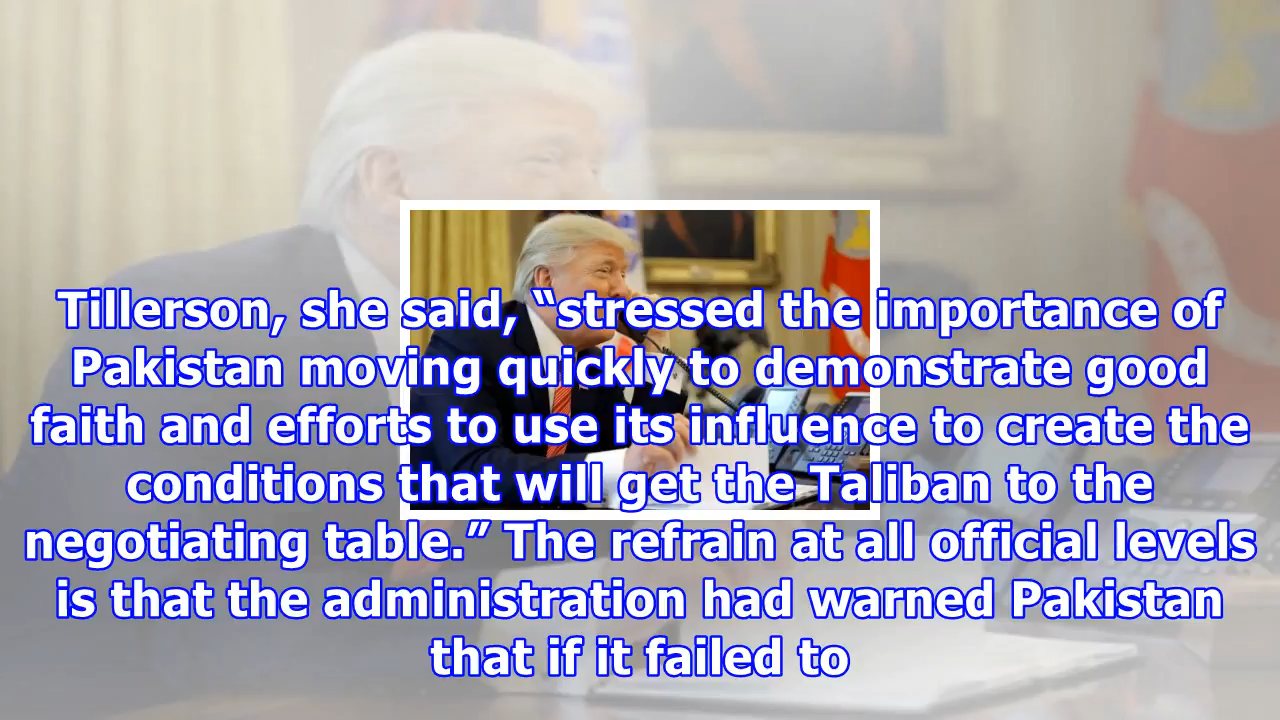 Tillerson, she said, “stressed the importance of
Pakistan moving quickly to demonstrate good
faith and efforts to use its influence to create the
conditions that will get the Taliban to the
negotiating table.” The refrain at all official levels
is that the administration had warned Pakistan
that if it failed to